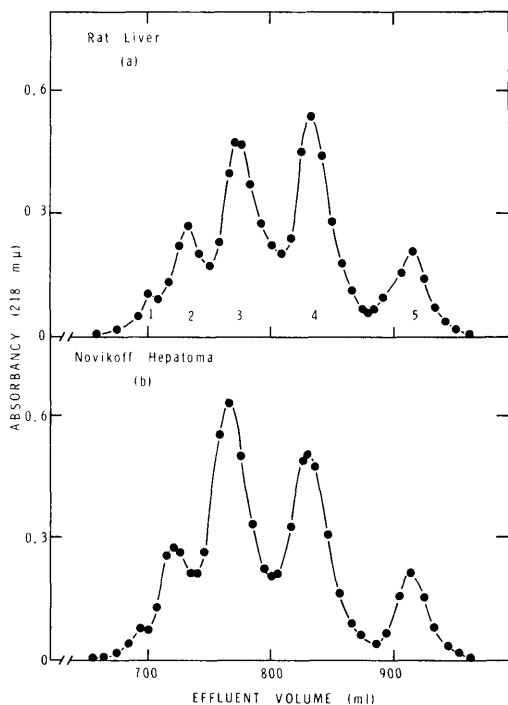 Rat Liver
(a)
0.6
0.3
0
1 2 3 4 5
ABSORBANCY (218 mμ)
Novikoff Hepatoma
(b)
0.6
0.3
0
700 800 900
EFFLUENT VOLUME (ml)